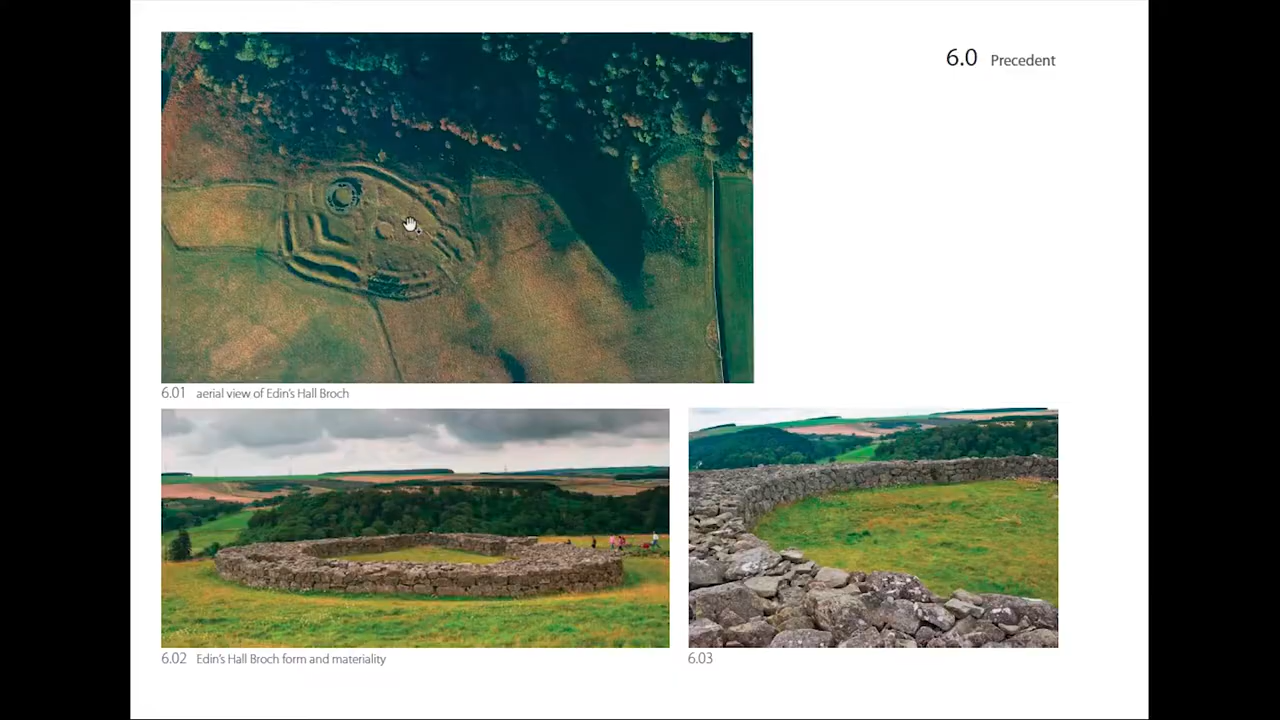 6.0 Precedent
6.01 aerial view of Edin's Hall Broch
6.02 Edin's Hall Broch form and materiality
6.03